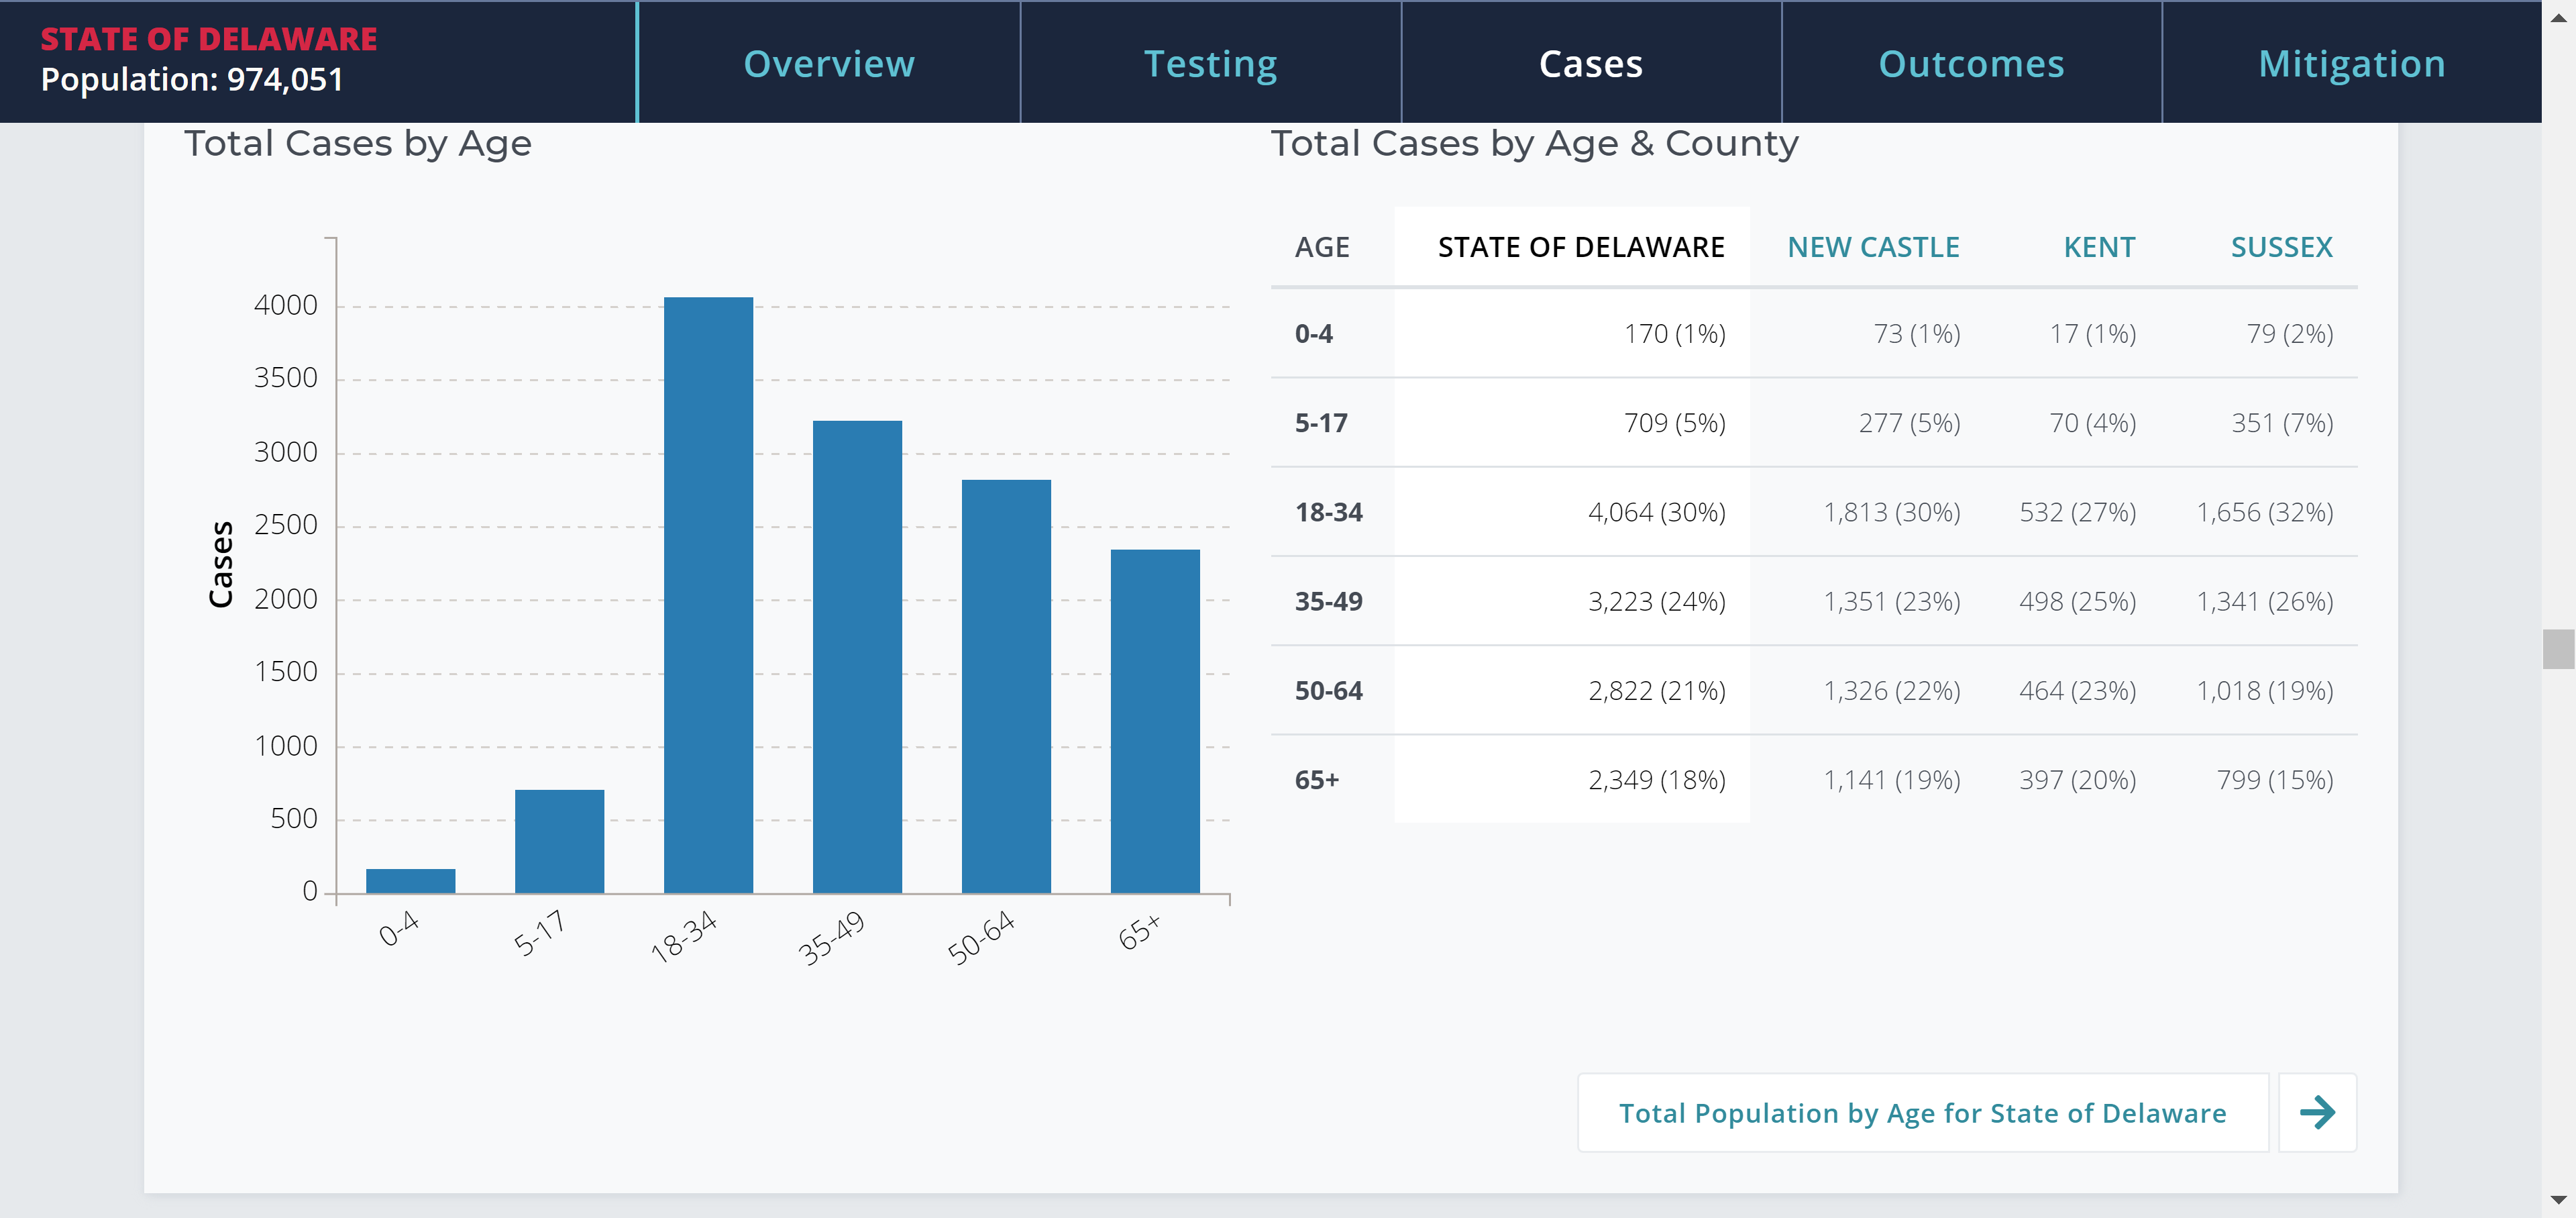 STATE OF DELAWARE
Population: 974,051
Overview
Testing
Cases
Outcomes
Mitigation
Total Cases by Age
4000
3500
3000
2500
2000
1500
1000
500
0
Cases
0-4
5-17
18-34
35-49
50-64
65+
Total Cases by Age & County
AGE STATE OF DELAWARE NEW CASTLE KENT SUSSEX
0-4 170 (1%) 73 (1%) 17 (1%) 79 (2%)
5-17 709 (5%) 277 (5%) 70 (4%) 351 (7%)
18-34 4,064 (30%) 1,813 (30%) 532 (27%) 1,656 (32%)
35-49 3,223 (24%) 1,351 (23%) 498 (25%) 1,341 (26%)
50-64 2,822 (21%) 1,326 (22%) 464 (23%) 1,018 (19%)
65+ 2,349 (18%) 1,141 (19%) 397 (20%) 799 (15%)
Total Population by Age for State of Delaware